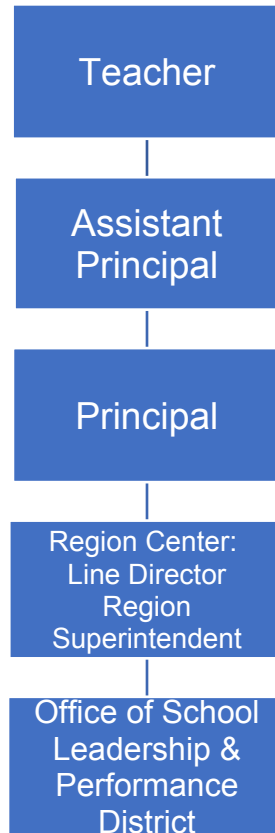 Teacher
Assistant
Principal
Principal
Region Center:
Line Director
Region
Superintendent
Office of School
Leadership &
Performance
District